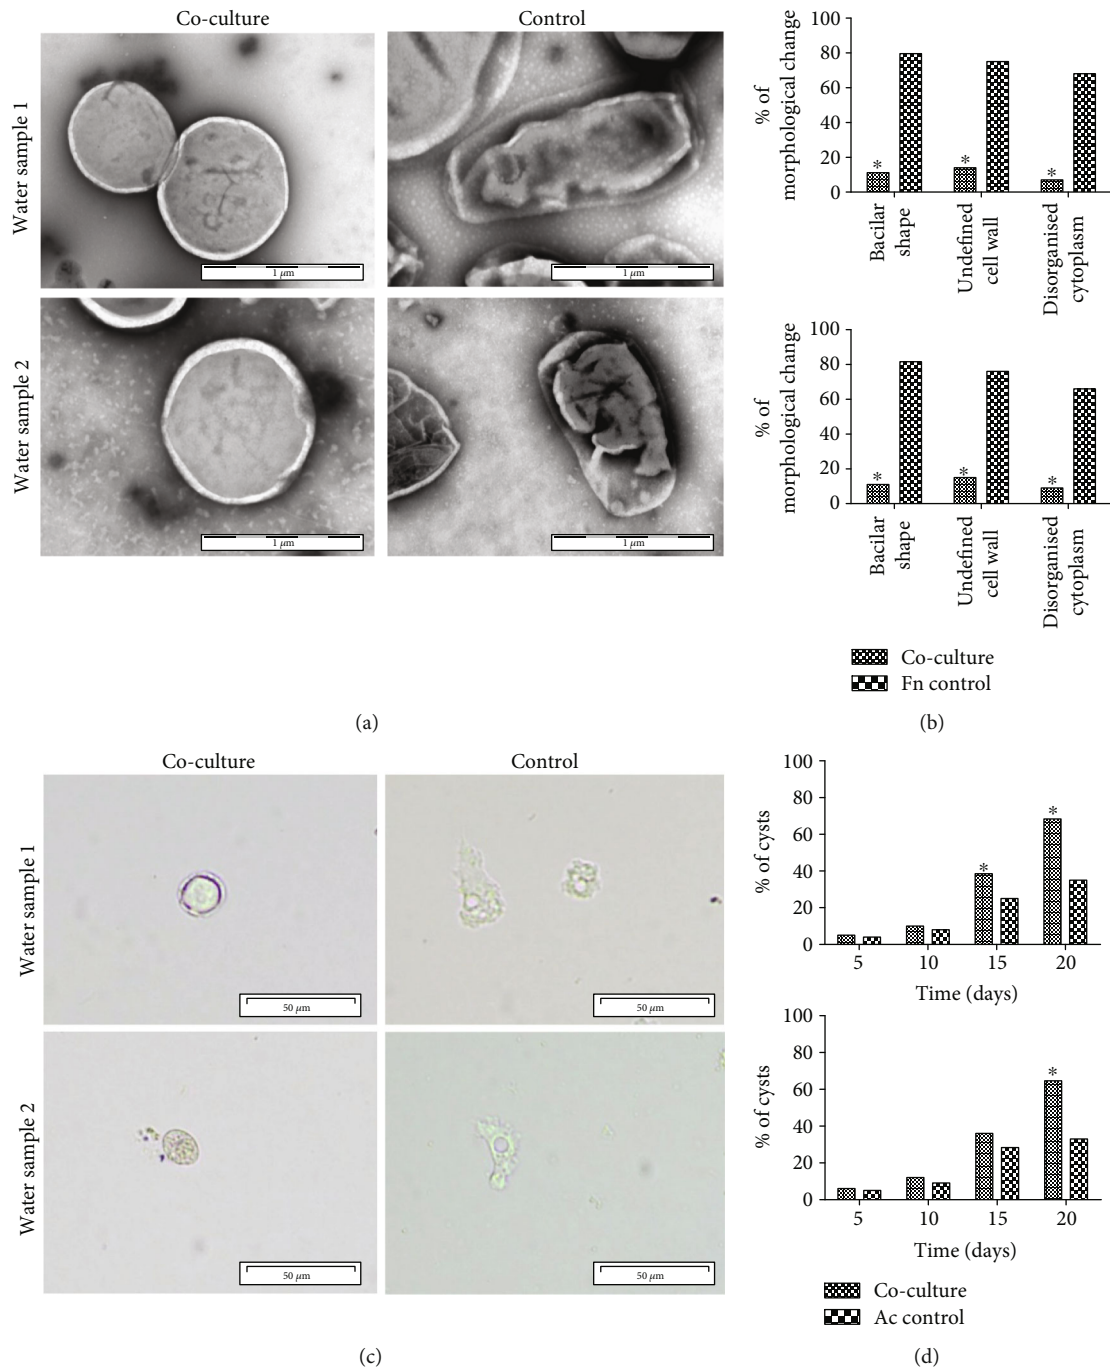 Co-culture
Control
Water sample 1
1 μm
1 μm
Water sample 2
1 μm
1 μm
(a)
% of
morphological change
100
80
60
40
20
0
*
*
*
Bacilar
shape
Undefined
cell wall
Disorganised
cytoplasm
% of
morphological change
100
80
60
40
20
0
*
*
*
Bacilar
shape
Undefined
cell wall
Disorganised
cytoplasm
Co-culture
Fn control
(b)
Co-culture
Control
Water sample 1
50 μm
50 μm
Water sample 2
50 μm
50 μm
(c)
% of cysts
100
80
60
40
20
0
*
*
5 10 15 20
Time (days)
% of cysts
100
80
60
40
20
0
*
5 10 15 20
Time (days)
Co-culture
Ac control
(d)